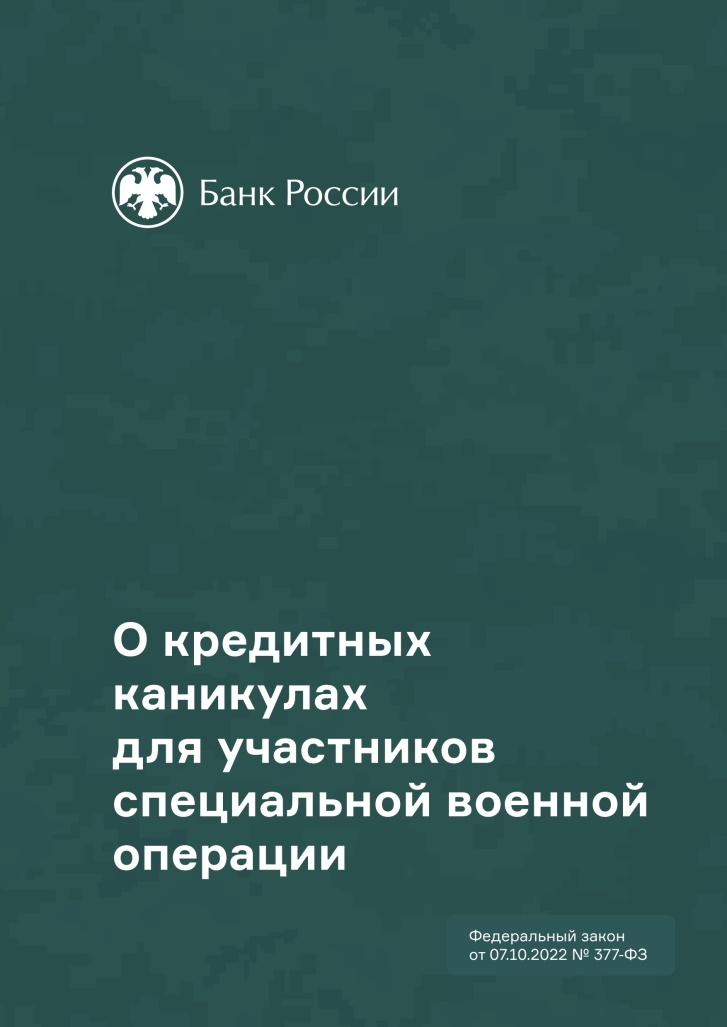 Банк России
О кредитных
каникулах
для участников
специальной военной
операции
Федеральный закон
от 07.10.2022 № 377-ФЗ